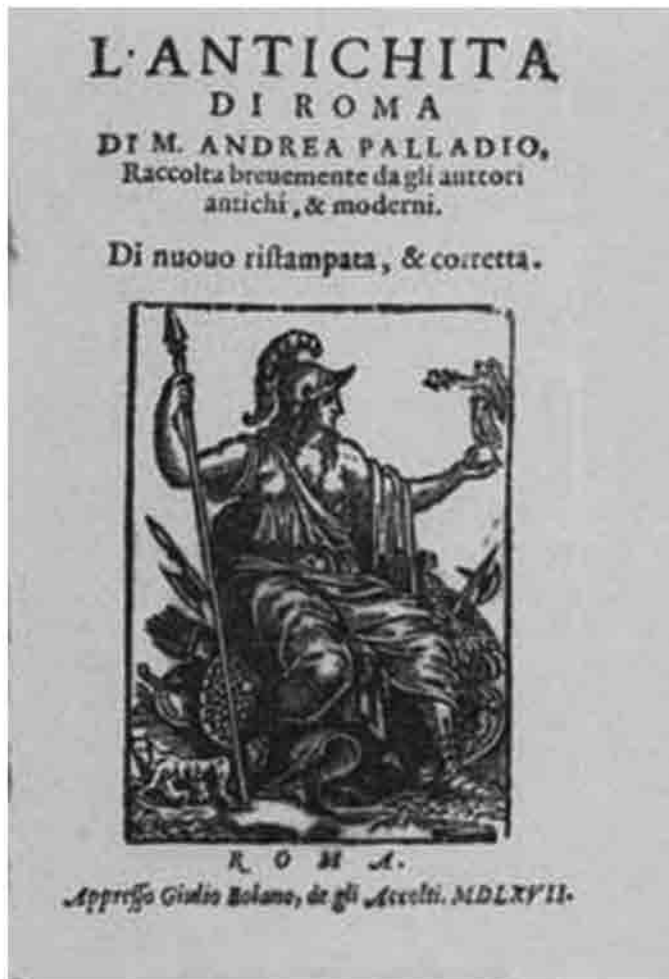 L·ANTICHITA
DI ROMA
DI M. ANDREA PALLADIO,
Raccolta breuemente da gli auttori
antichi, & moderni.
Di nuouo ristampata, & corretta.
ROMA.
Appresso Giulio Bolano, de gli Accolti. MDLXVII.